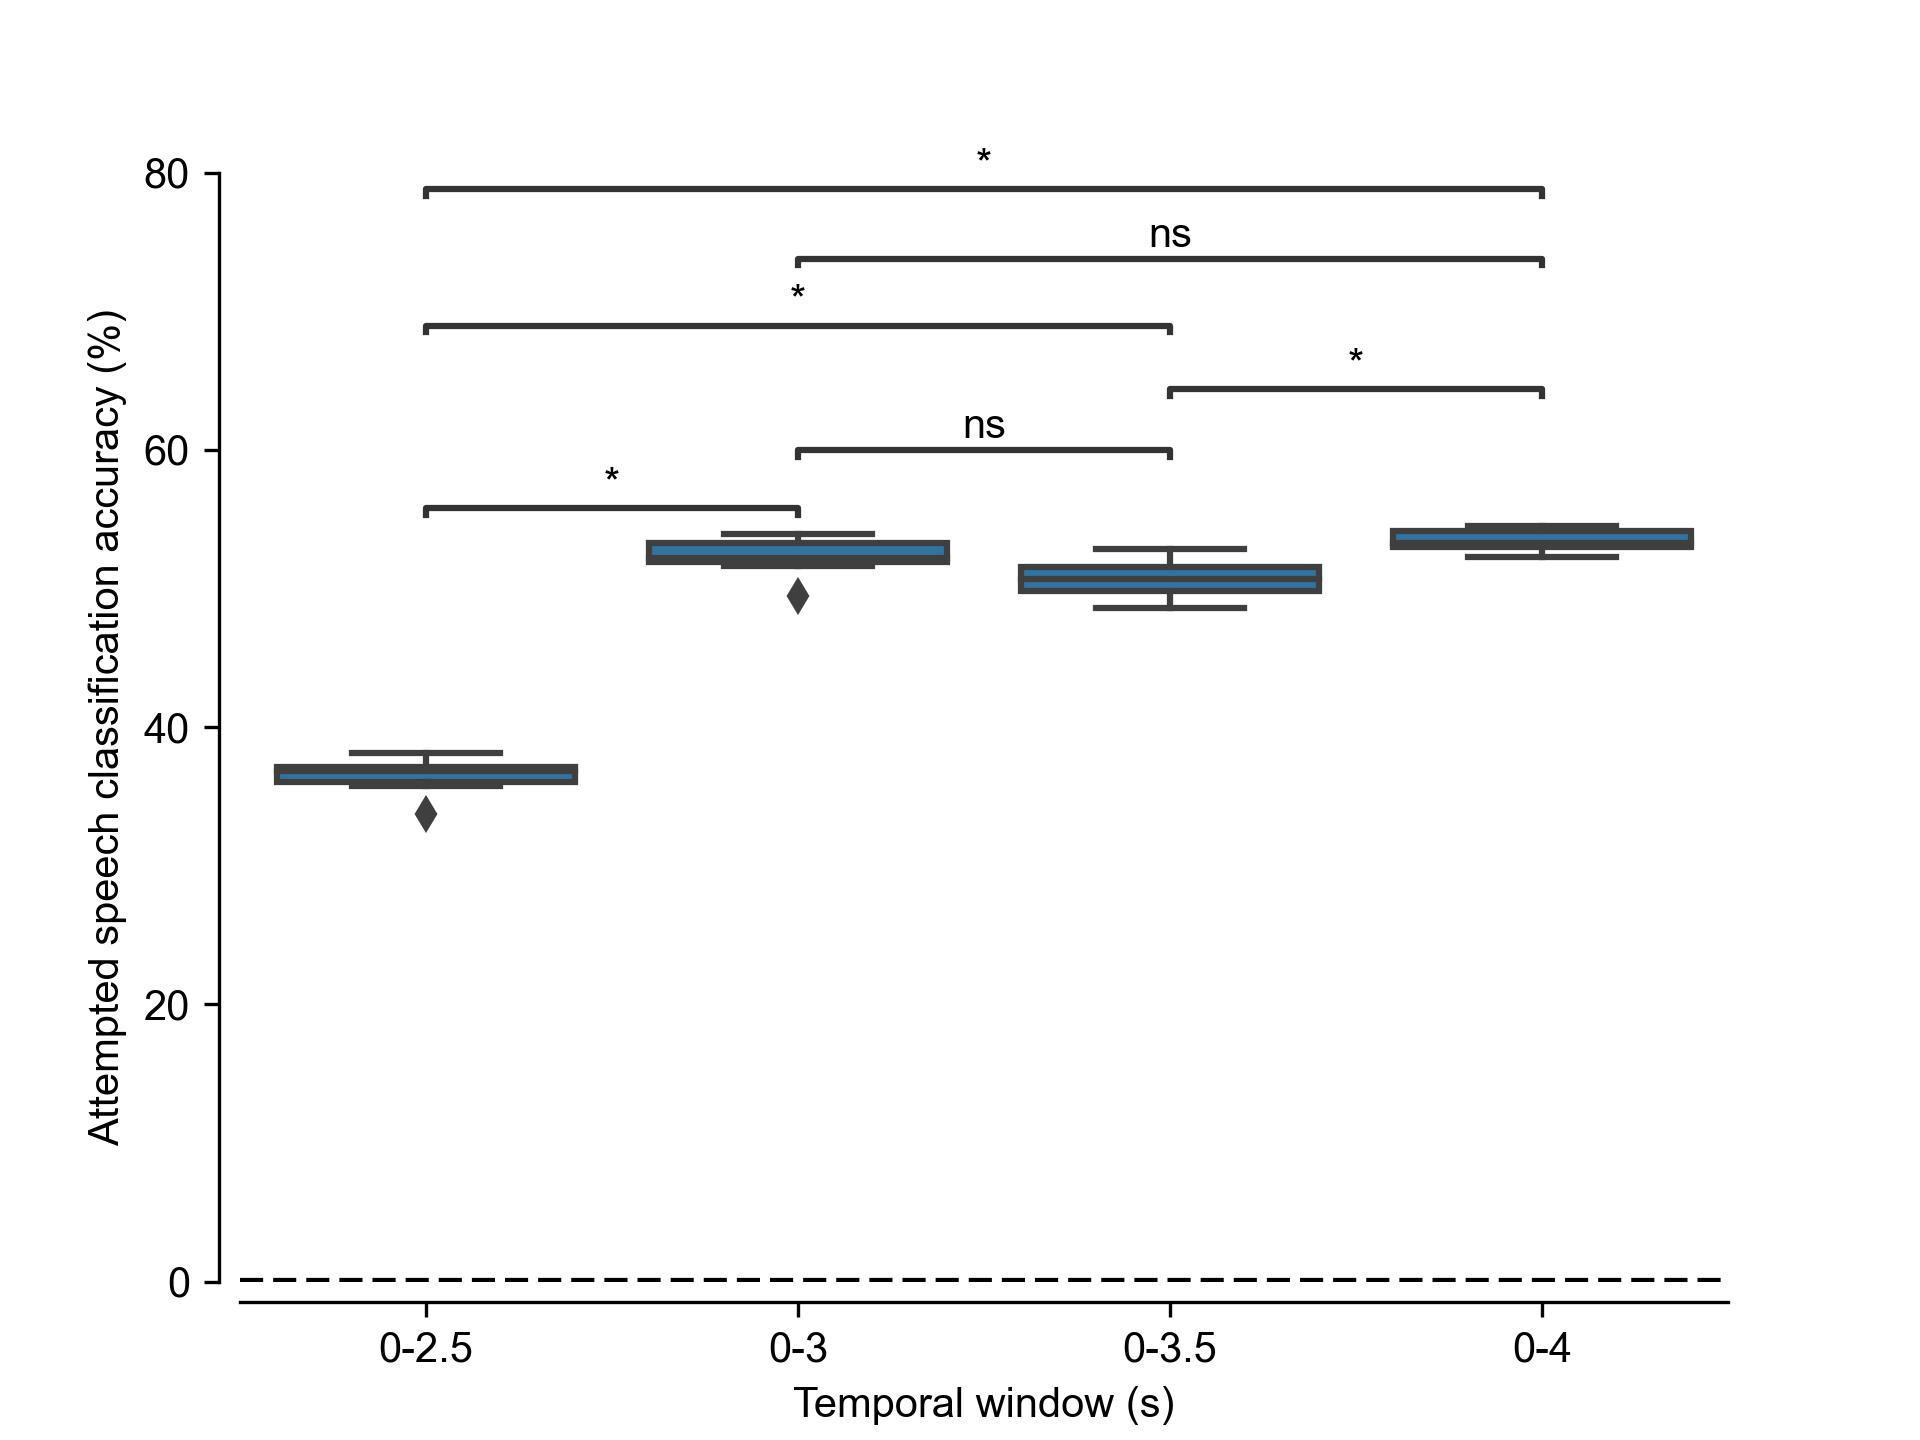 *
80
ns
*
*
ns
60
*
Attempted speech classification accuracy (%)
40
20
0
0-2.5 0-3 0-3.5 0-4
Temporal window (s)